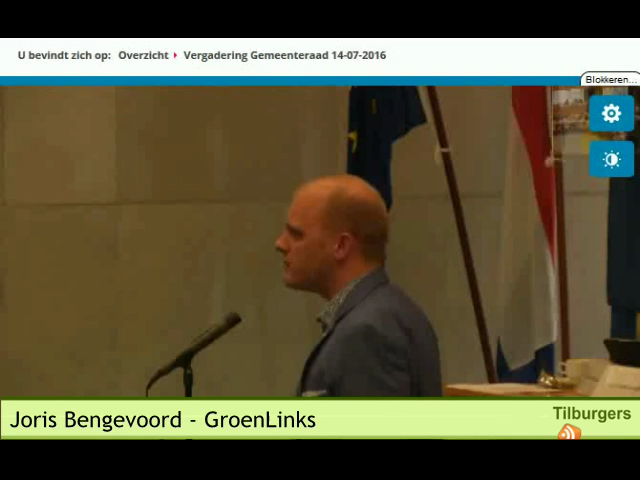 U bevindt zich op: Overzicht Vergadering Gemeenteraad 14-07-2016
Blokkeren...
Joris Bengevoord - GroenLinks
Tilburgers